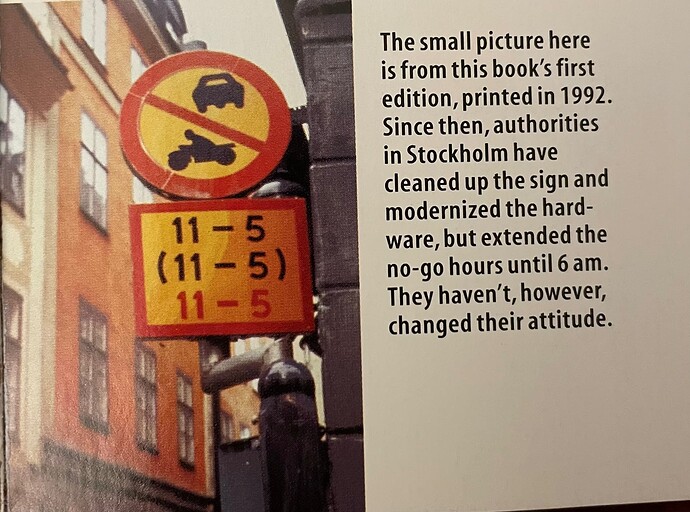 11 – 5
(11 – 5)
11 – 5
The small picture here
is from this book's first
edition, printed in 1992.
Since then, authorities
in Stockholm have
cleaned up the sign and
modernized the hard-
ware, but extended the
no-go hours until 6 am.
They haven't, however,
changed their attitude.